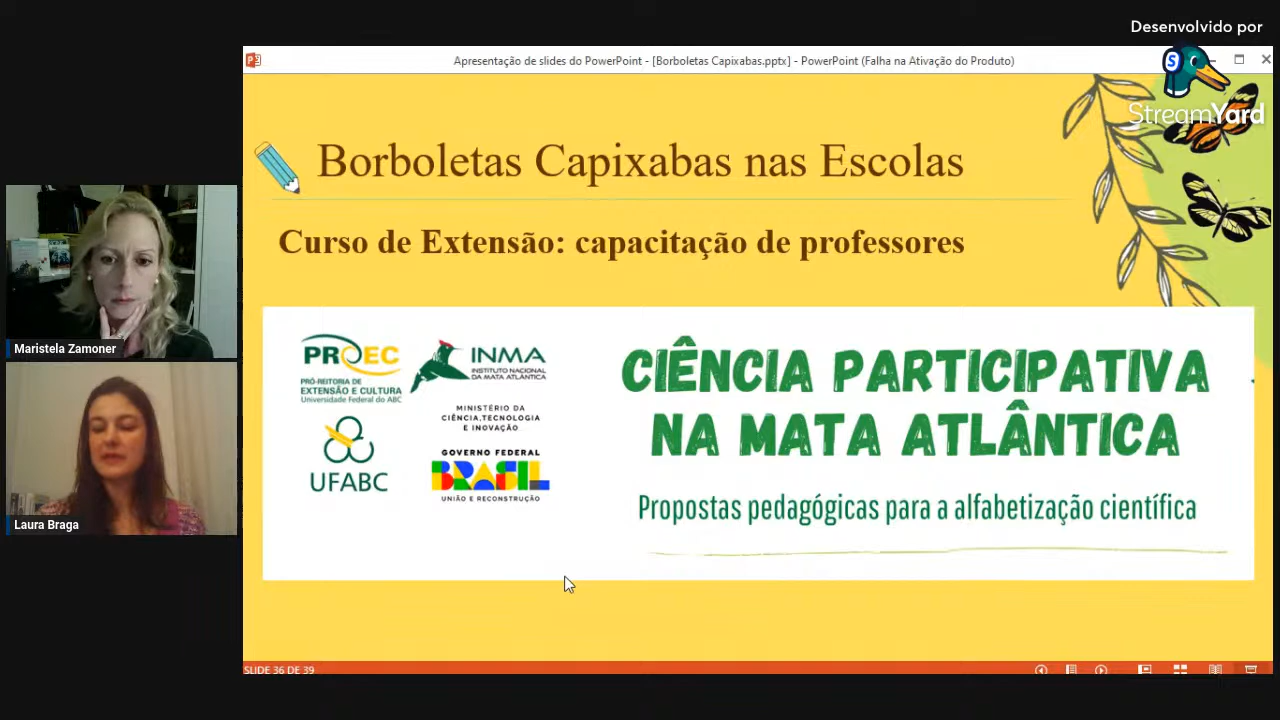 Desenvolvido por
StreamYard
Apresentação de slides do PowerPoint - [Borboletas Capixabas.pptx] - PowerPoint (Falha na Ativação do Produto)
Borboletas Capixabas nas Escolas
Curso de Extensão: capacitação de professores
PROEC
PRÓ-REITORIA DE
EXTENSÃO E CULTURA
Universidade Federal do ABC
INMA
INSTITUTO NACIONAL
DA MATA ATLÂNTICA
MINISTÉRIO DA
CIÊNCIA, TECNOLOGIA
E INOVAÇÃO
UFABC
GOVERNO FEDERAL
BRASIL
UNIÃO E RECONSTRUÇÃO
CIÊNCIA PARTICIPATIVA
NA MATA ATLÂNTICA
Propostas pedagógicas para a alfabetização científica
Maristela Zamoner
Laura Braga
SLIDE 36 DE 39